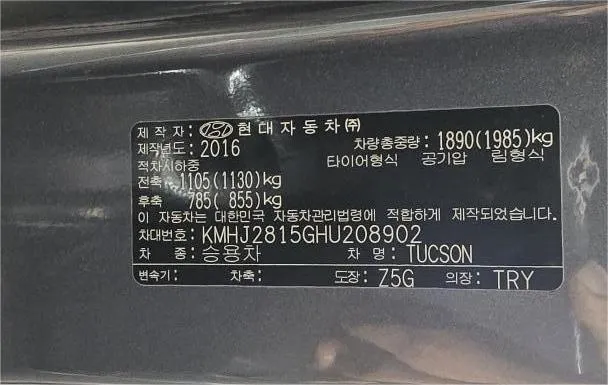 제 작 자: 현대자동차㈜
제작년도: 2016 차량총중량: 1890(1985)kg
적차시하중 타이어형식 공기압 림형식
전축: 1105(1130)kg
후축: 785( 855)kg
이 자동차는 대한민국 자동차관리법령에 적합하게 제작되었습니다.
차대번호: KMHJ2815GHU208902
차 종: 승용차 차 명: TUCSON
변속기: 차축: 도장: Z5G 의장: TRY